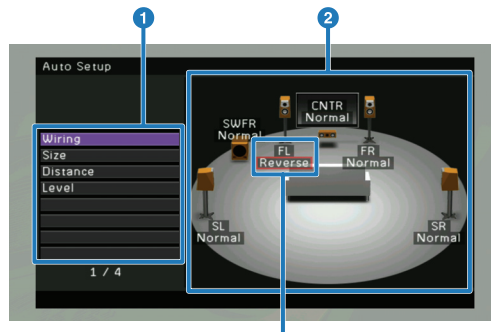 1
2
Auto Setup
Wiring
Size
Distance
Level
1 / 4
CNTR
Normal
SWFR
Normal
FL
Reverse
FR
Normal
SL
Normal
SR
Normal